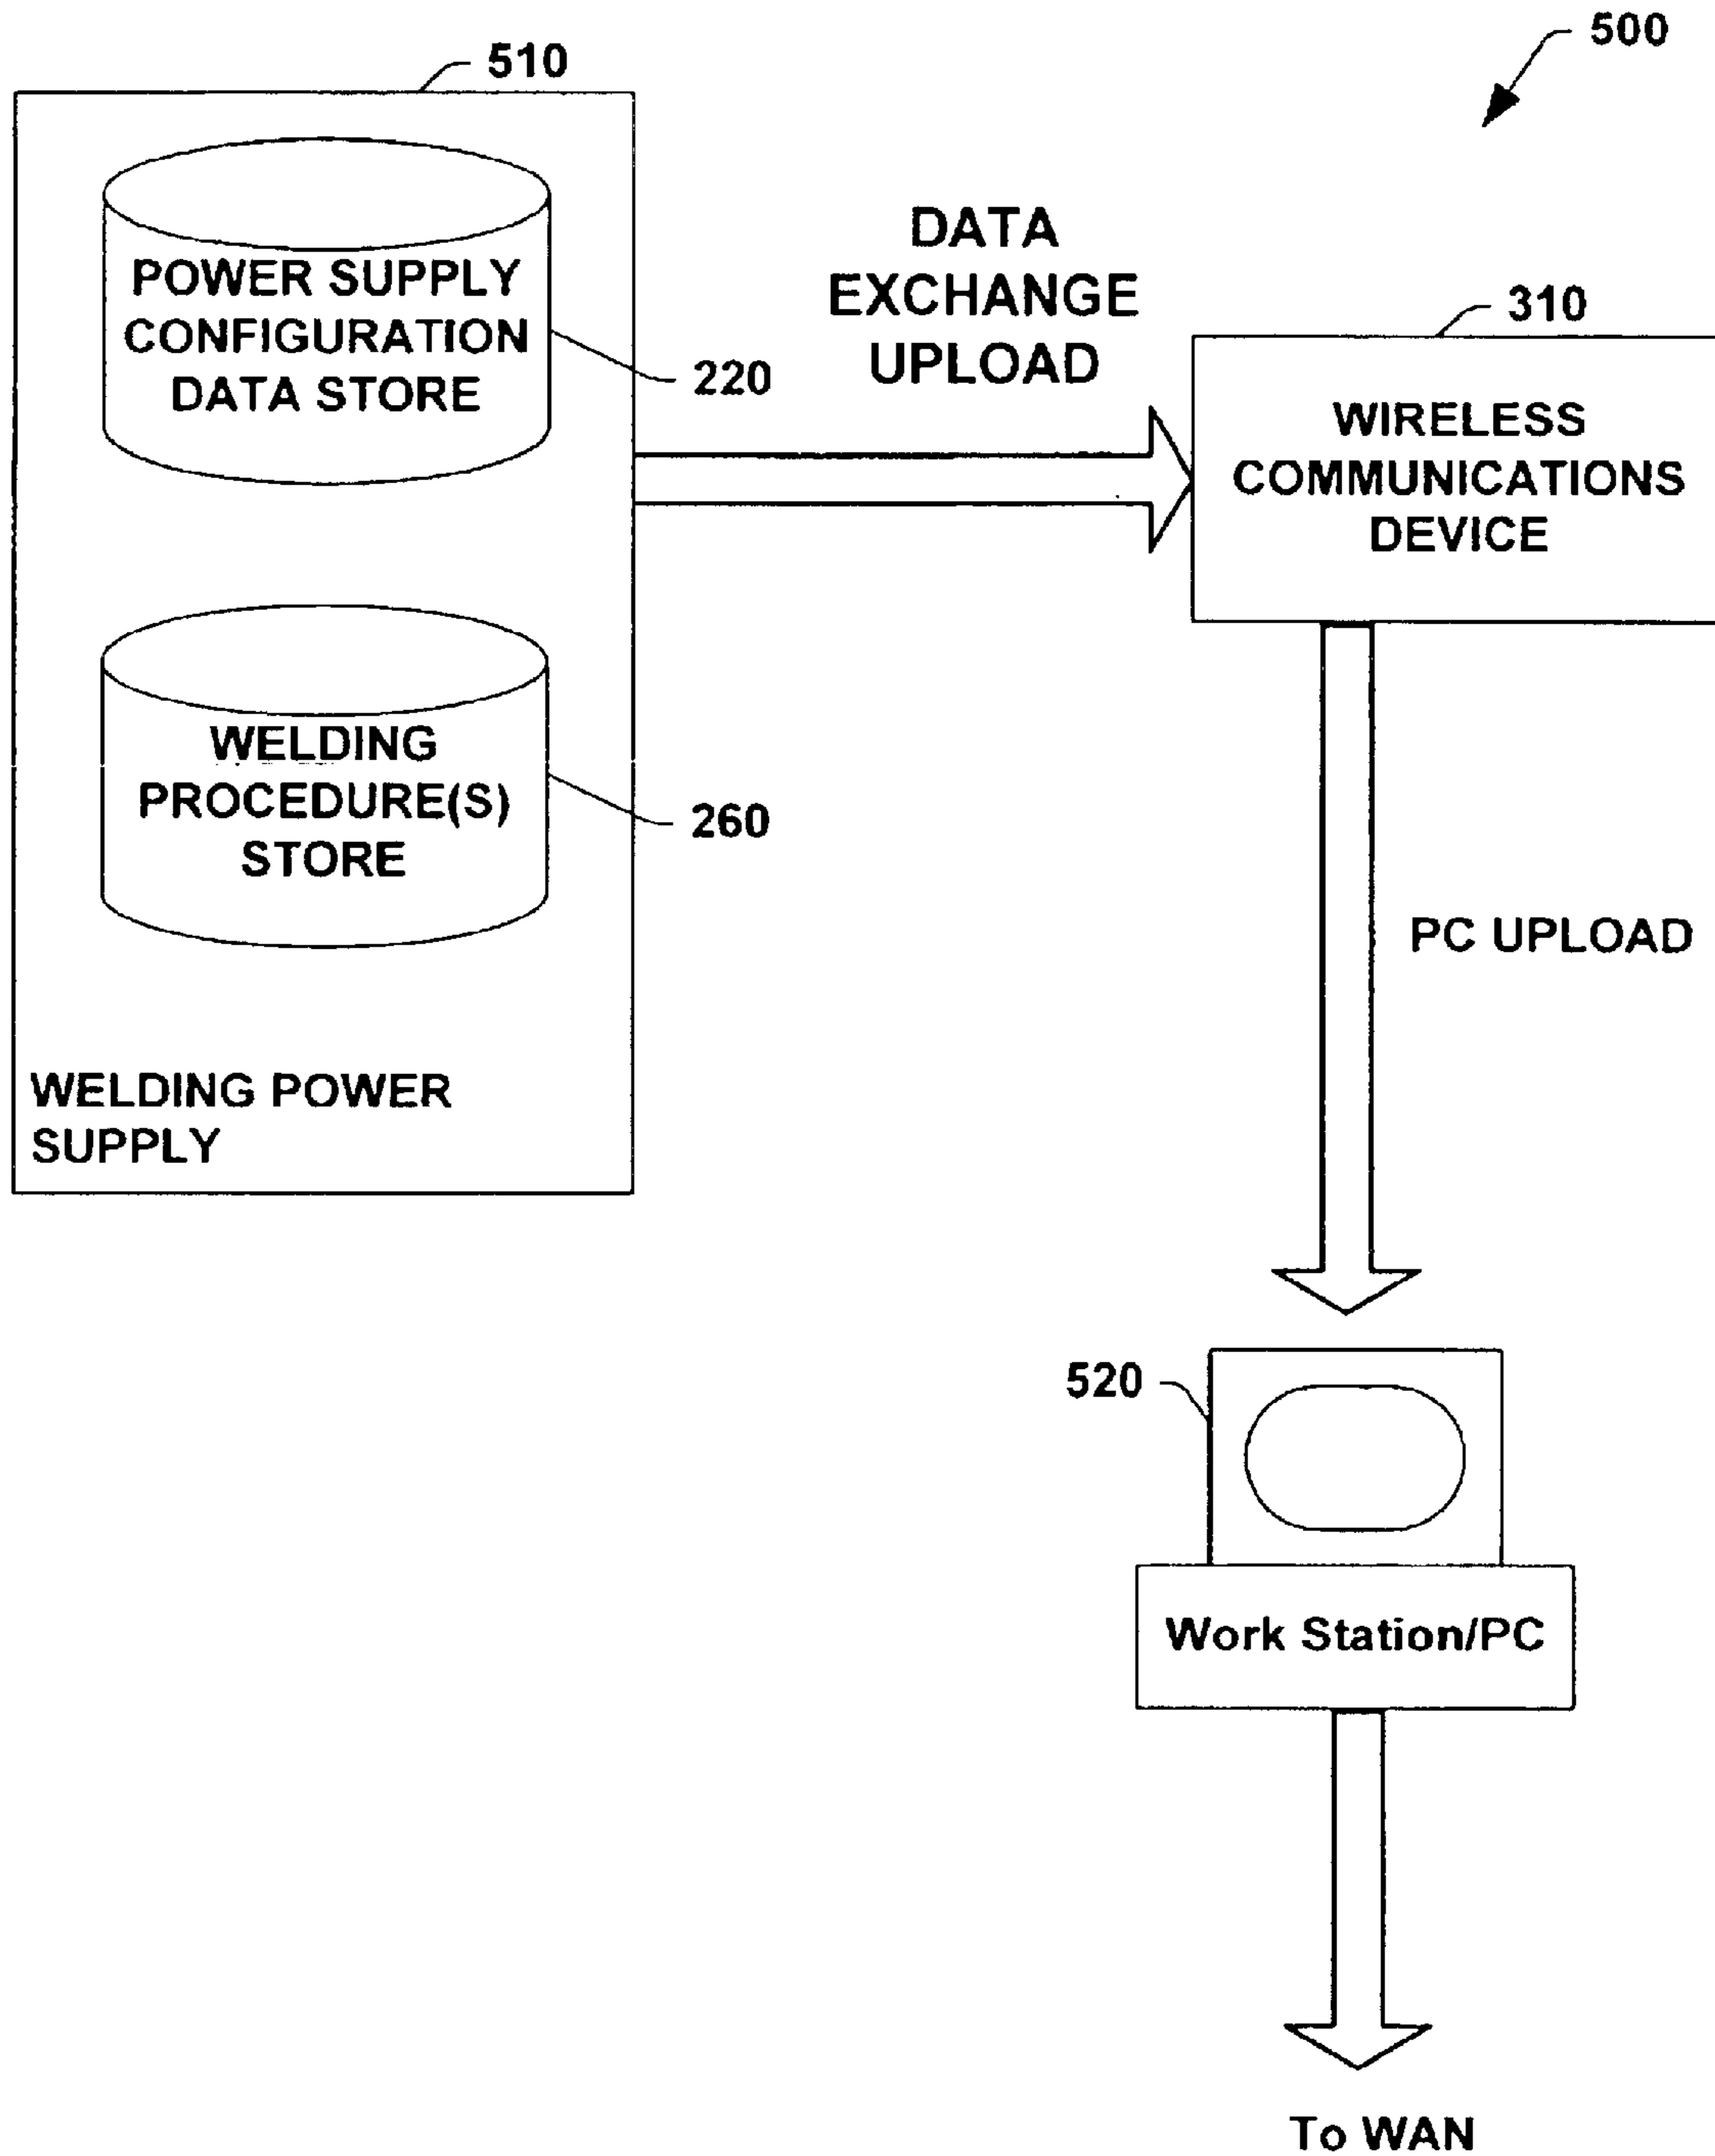 500
510
POWER SUPPLY
CONFIGURATION
DATA STORE
220
DATA
EXCHANGE
UPLOAD
310
WIRELESS
COMMUNICATIONS
DEVICE
WELDING
PROCEDURE(S)
STORE
260
PC UPLOAD
WELDING POWER
SUPPLY
520
Work Station/PC
To WAN